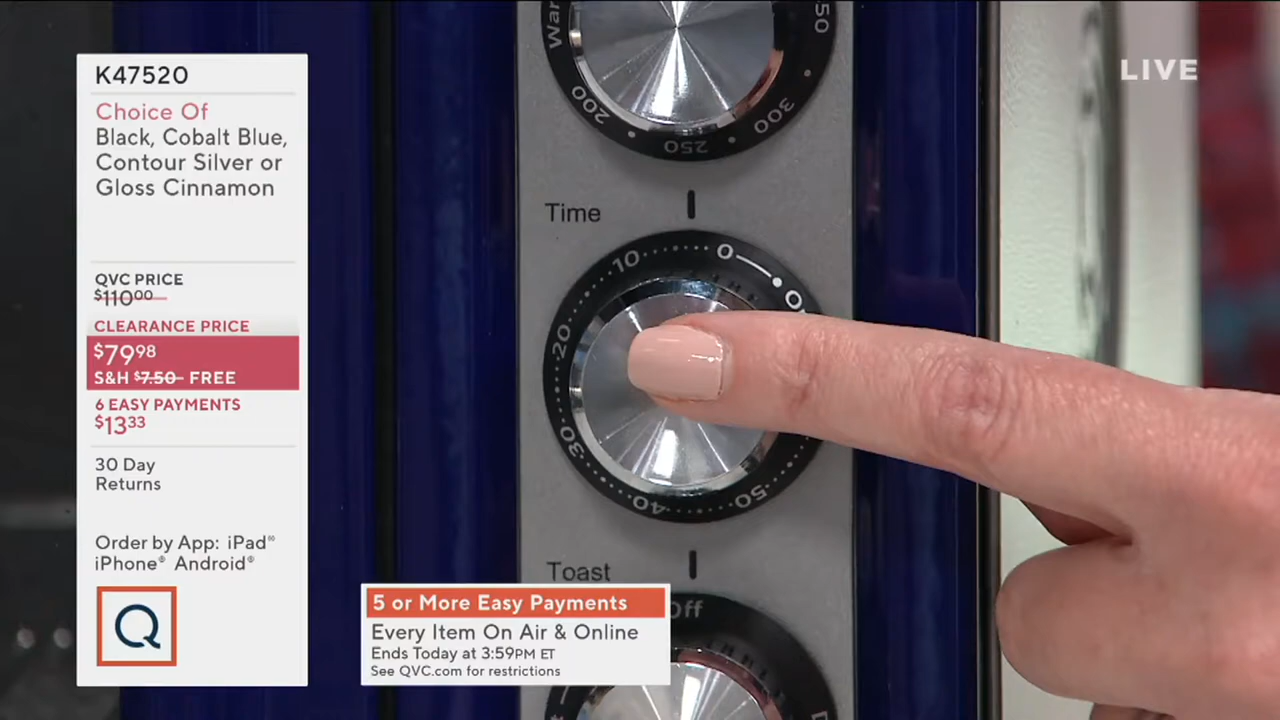 K47520
Choice Of
Black, Cobalt Blue,
Contour Silver or
Gloss Cinnamon
QVC PRICE
$110.00
CLEARANCE PRICE
$79.98
S&H $7.50 FREE
6 EASY PAYMENTS
$13.33
30 Day
Returns
Order by App: iPad®
iPhone® Android®
Q
LIVE
200
250
300
Time
0
10
20
30
40
50
Toast
Off
5 or More Easy Payments
Every Item On Air & Online
Ends Today at 3:59PM ET
See QVC.com for restrictions